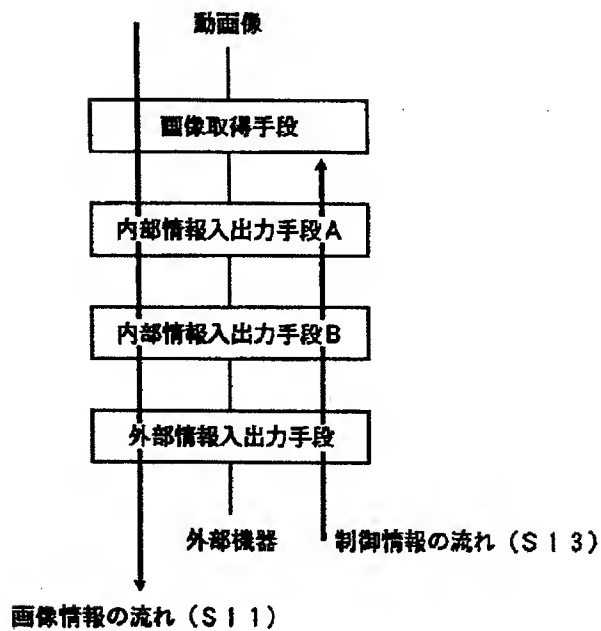 動画像
画像取得手段
内部情報入出力手段A
内部情報入出力手段B
外部情報入出力手段
外部機器
制御情報の流れ（S13）
画像情報の流れ（S11）